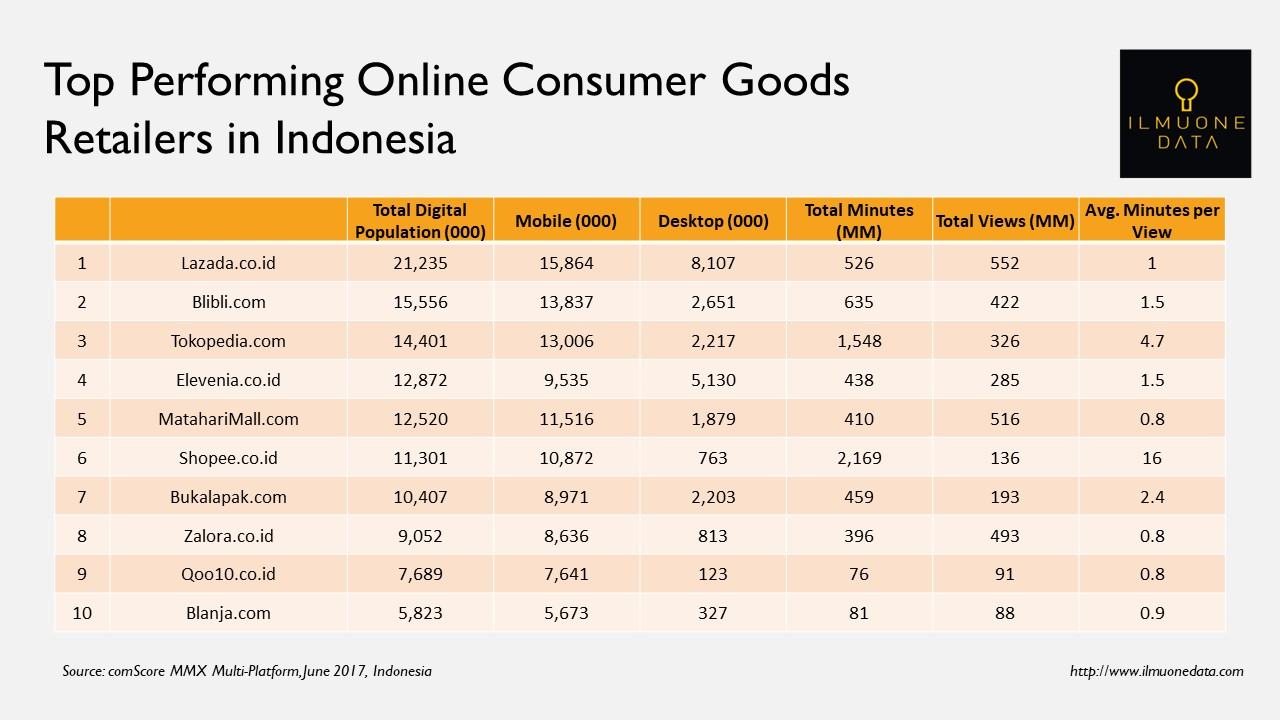 Top Performing Online Consumer Goods
Retailers in Indonesia
ILMUONE
DATA
Total Digital Population (000) Mobile (000) Desktop (000) Total Minutes (MM) Total Views (MM) Avg. Minutes per View
1 Lazada.co.id 21,235 15,864 8,107 526 552 1
2 Blibli.com 15,556 13,837 2,651 635 422 1.5
3 Tokopedia.com 14,401 13,006 2,217 1,548 326 4.7
4 Elevenia.co.id 12,872 9,535 5,130 438 285 1.5
5 MatahariMall.com 12,520 11,516 1,879 410 516 0.8
6 Shopee.co.id 11,301 10,872 763 2,169 136 16
7 Bukalapak.com 10,407 8,971 2,203 459 193 2.4
8 Zalora.co.id 9,052 8,636 813 396 493 0.8
9 Qoo10.co.id 7,689 7,641 123 76 91 0.8
10 Blanja.com 5,823 5,673 327 81 88 0.9
Source: comScore MMX Multi-Platform, June 2017, Indonesia
http://www.ilmuonedata.com